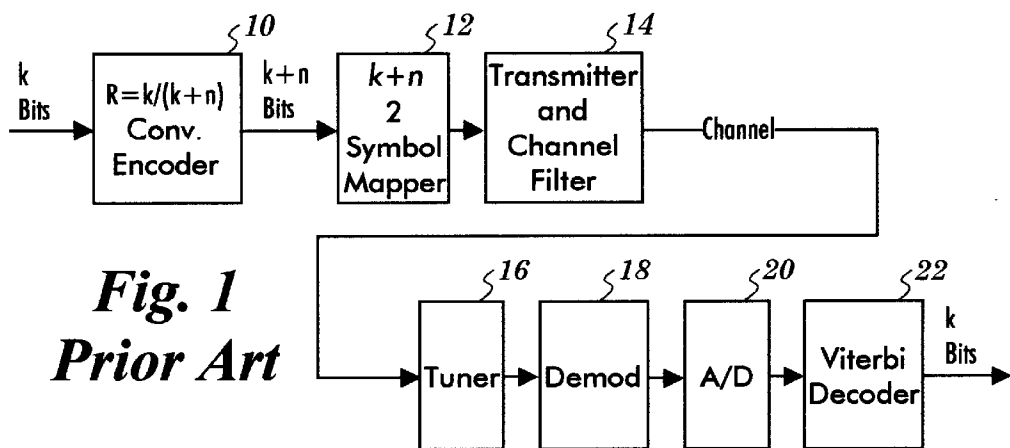 10
12
14
k
Bits
R=k/(k+n)
Conv.
Encoder
k+n
Bits
k+n
2
Symbol
Mapper
Transmitter
and
Channel
Filter
Channel
Fig. 1
Prior Art
16
18
20
22
Tuner
Demod
A/D
Viterbi
Decoder
k
Bits